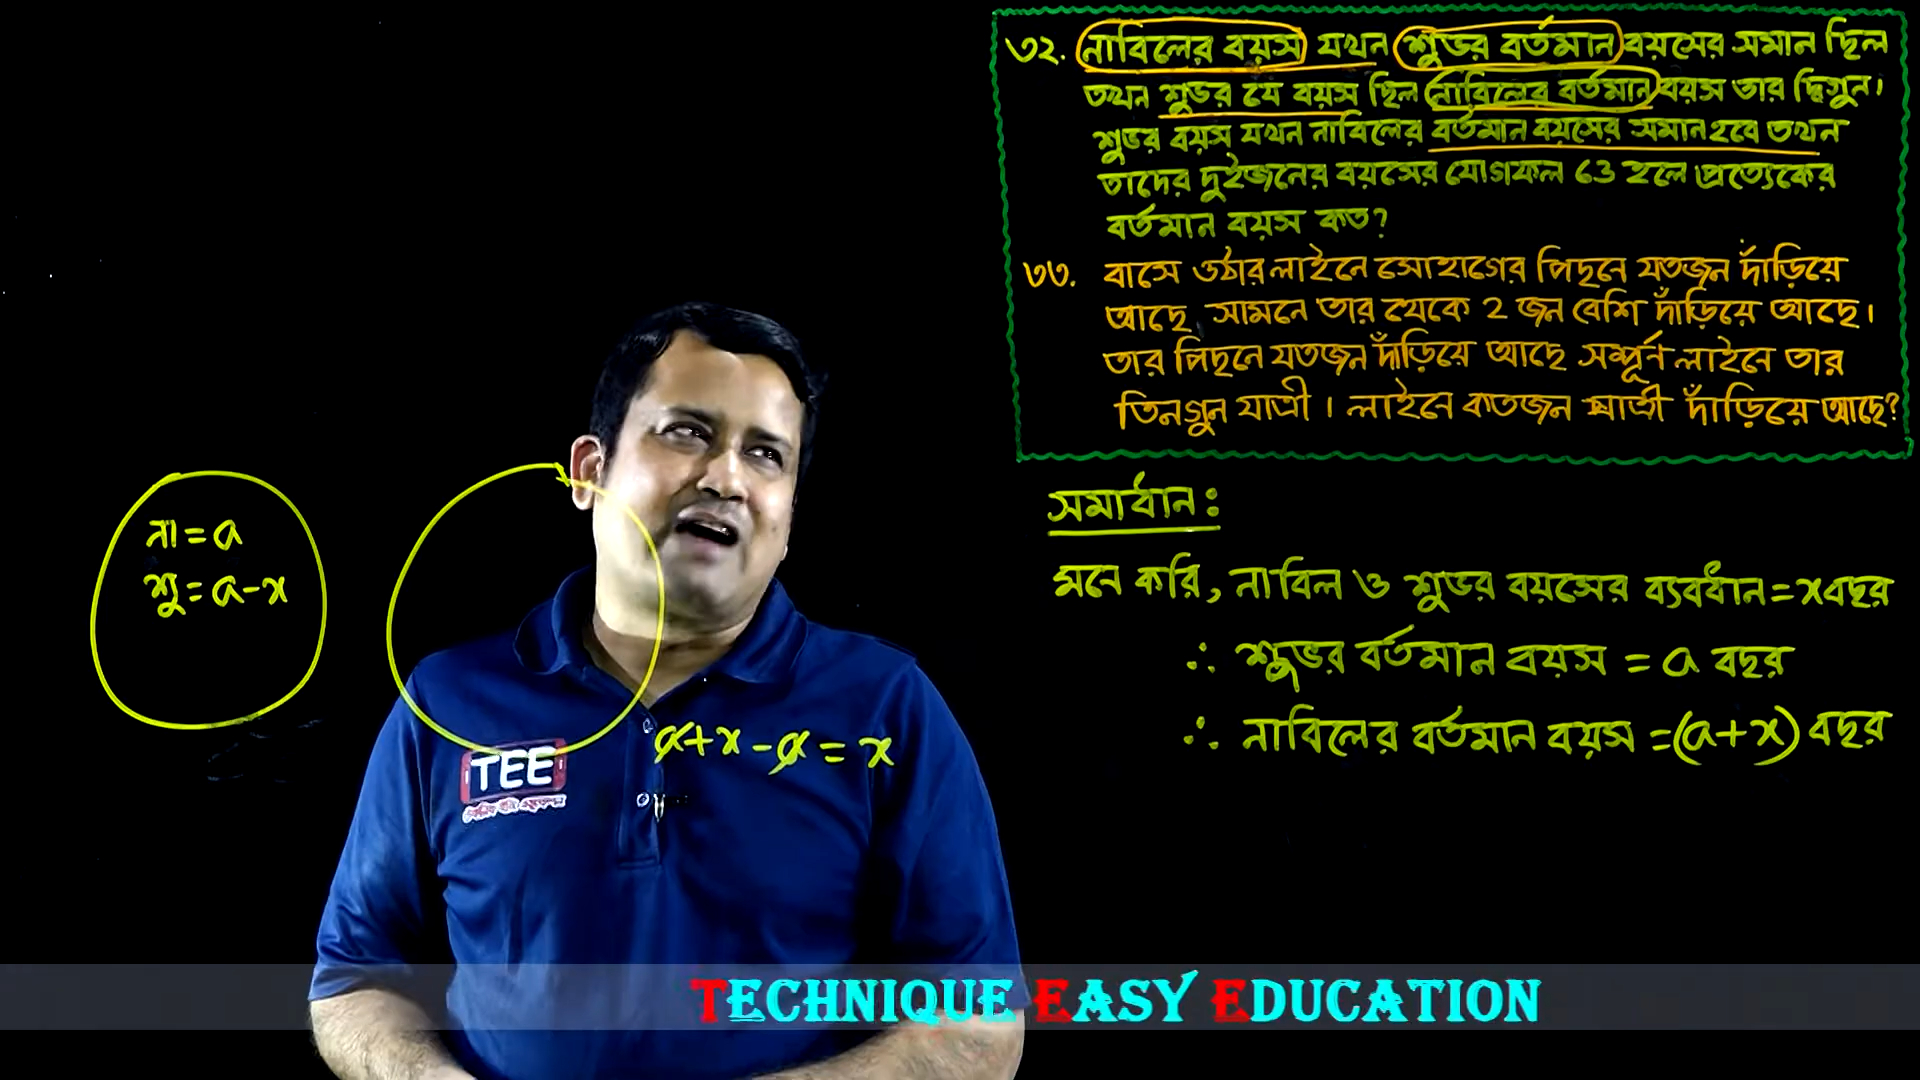 ৩২. নাবিলের বয়স যখন শুভর বর্তমান বয়সের সমান ছিল
তখন শুভর যে বয়স ছিল নাবিলের বর্তমান বয়স তার দ্বিগুন।
শুভর বয়স যখন নাবিলের বর্তমান বয়সের সমান হবে তখন
তাদের দুইজনের বয়সের যোগফল 63 হলে প্রত্যেকের
বর্তমান বয়স কত?
৩৩. বাসে ওঠার লাইনে সোহাগের পিছনে যতজন দাঁড়িয়ে
আছে সামনে তার থেকে 2 জন বেশি দাঁড়িয়ে আছে।
তার পিছনে যতজন দাঁড়িয়ে আছে সম্পূর্ন লাইনে তার
তিনগুন যাত্রী। লাইনে কতজন যাত্রী দাঁড়িয়ে আছে?
সমাধান:
মনে করি, নাবিল ও শুভর বয়সের ব্যবধান = x বছর
∴ শুভর বর্তমান বয়স = a বছর
∴ নাবিলের বর্তমান বয়স = (a+x) বছর
না = a
শু = a-x
a+x-a = x
TEE
TECHNIQUE EASY EDUCATION